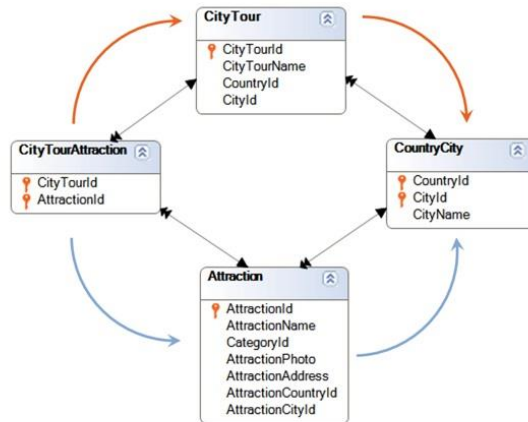 CityTour
CityTourId
CityTourName
CountryId
CityId
CityTourAttraction
CityTourId
AttractionId
CountryCity
CountryId
CityId
CityName
Attraction
AttractionId
AttractionName
CategoryId
AttractionPhoto
AttractionAddress
AttractionCountryId
AttractionCityId